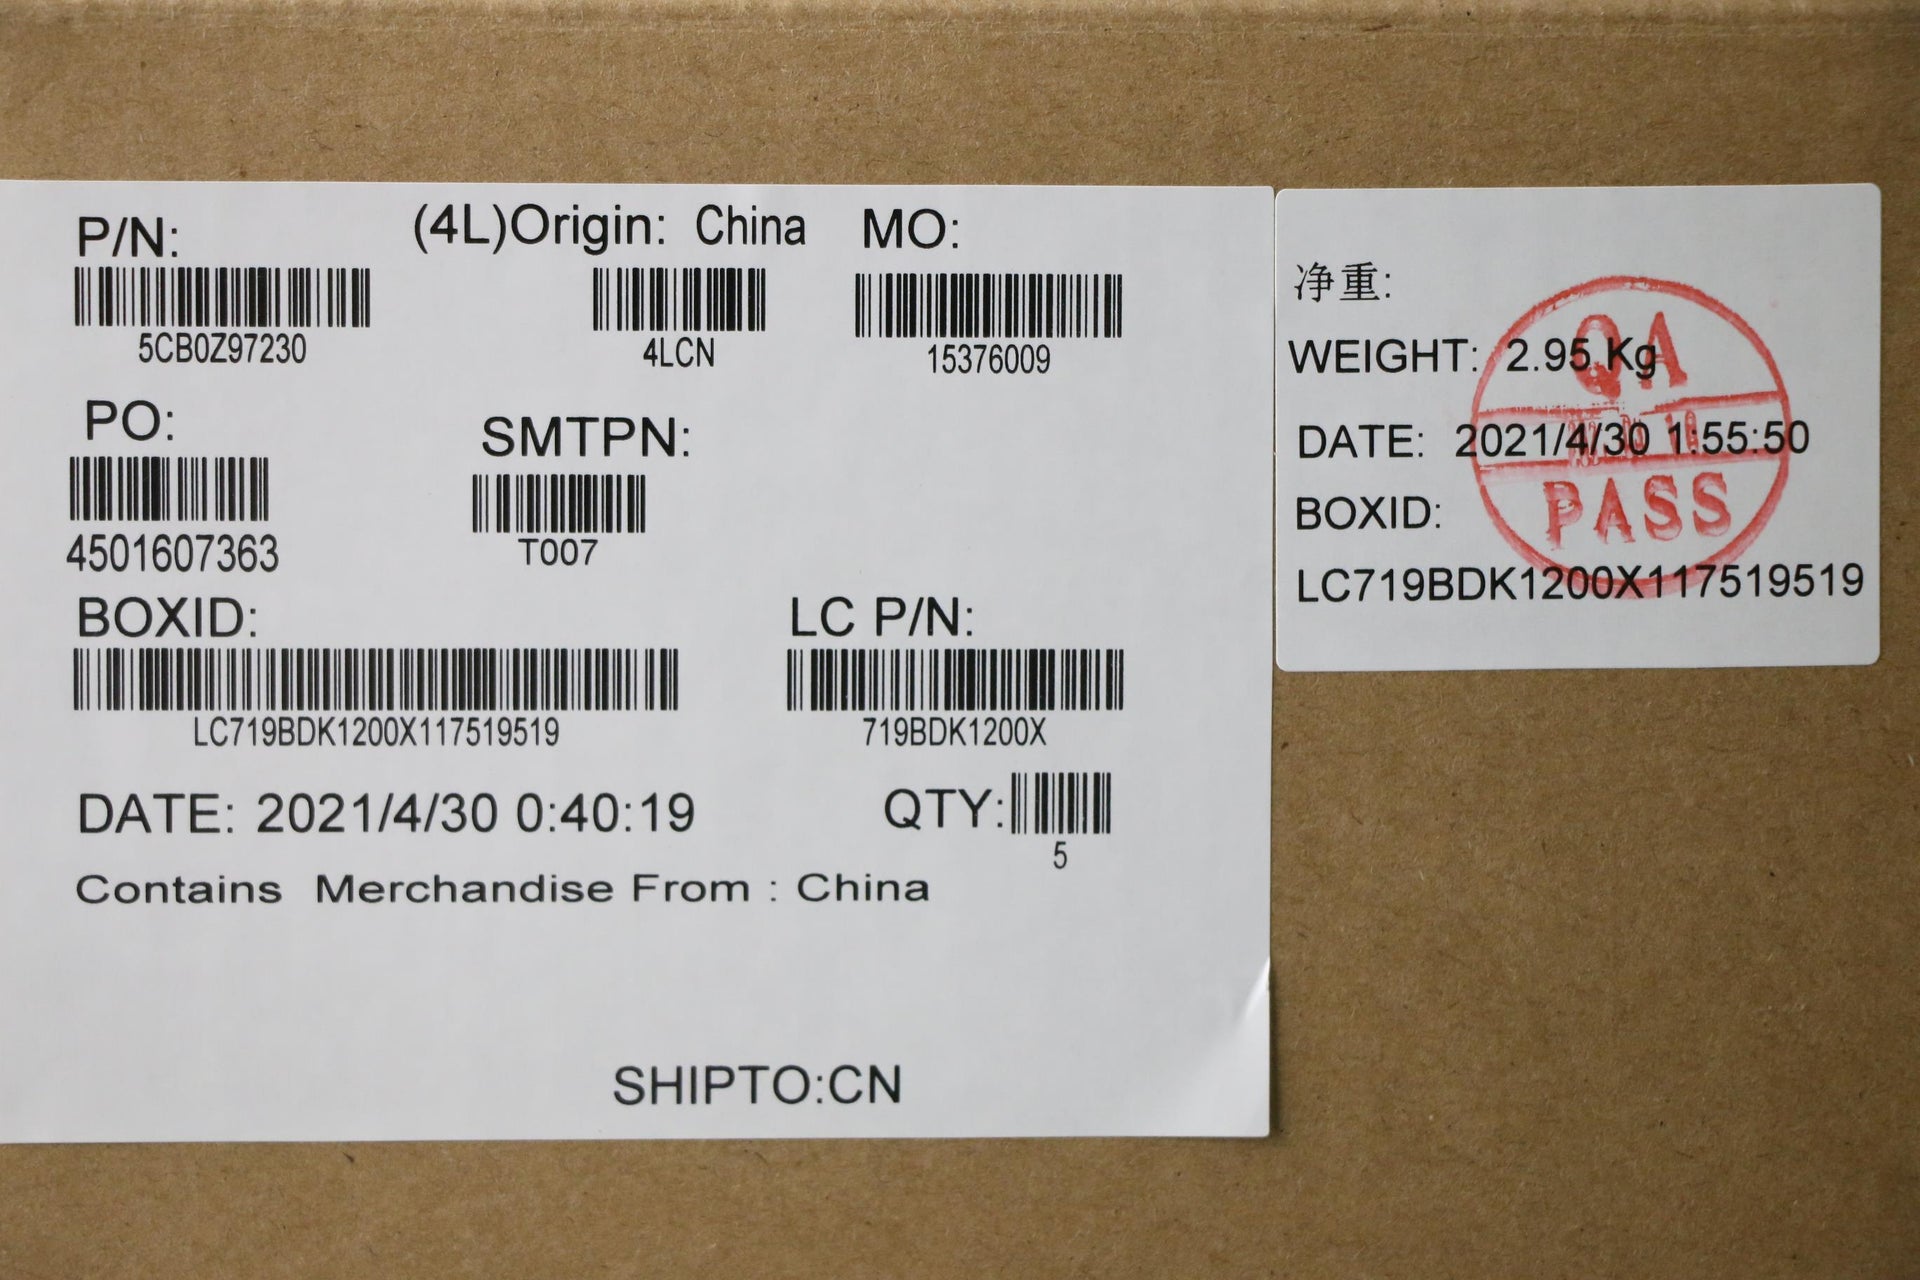 P/N: (4L)Origin: China MO:
5CB0Z97230 4LCN 15376009
PO: SMTPN:
4501607363 T007
BOXID: LC P/N:
LC719BDK1200X117519519 719BDK1200X
DATE: 2021/4/30 0:40:19 QTY:
5
Contains Merchandise From : China
SHIPTO:CN
净重:
WEIGHT: 2.95 Kg
DATE: 2021/4/30 1:55:50
BOXID:
LC719BDK1200X117519519
QA
PASS